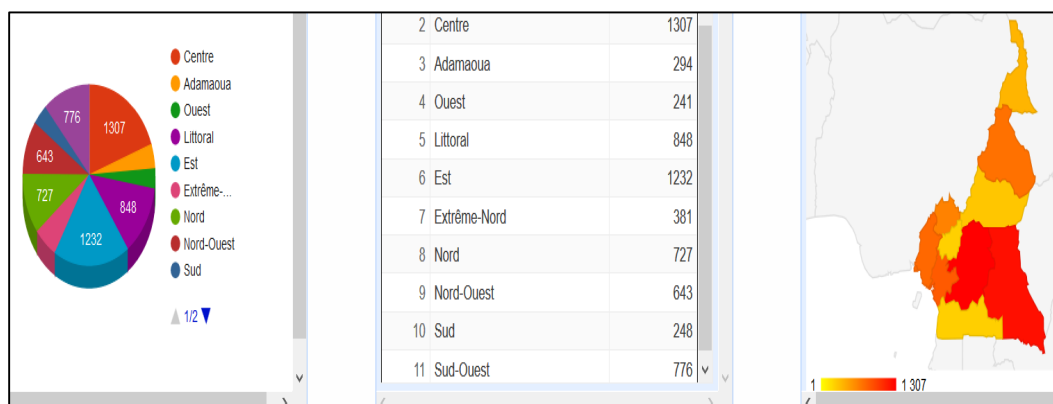 Centre
Adamaoua
Ouest
Littoral
Est
Extrême-...
Nord
Nord-Ouest
Sud
1/2
776
1307
643
727
848
1232
2 Centre 1307
3 Adamaoua 294
4 Ouest 241
5 Littoral 848
6 Est 1232
7 Extrême-Nord 381
8 Nord 727
9 Nord-Ouest 643
10 Sud 248
11 Sud-Ouest 776
1 1 307